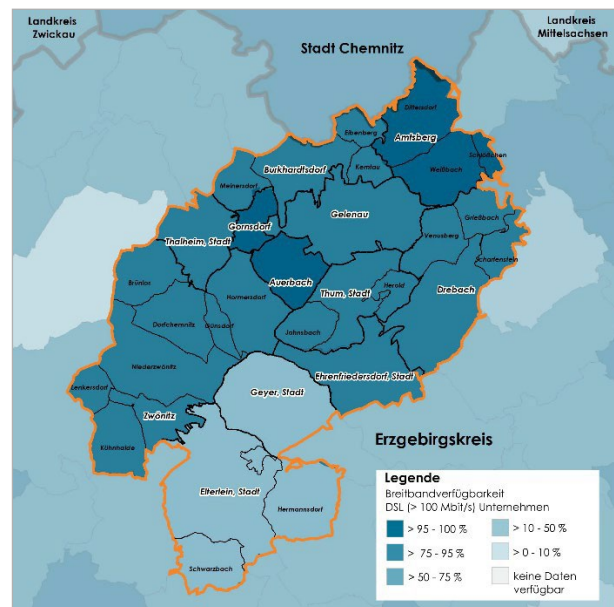 Landkreis
Zwickau
Stadt Chemnitz
Landkreis
Mittelsachsen
Dittersdorf
Eibenberg
Amtsberg
Kemtau
Weißbach
Schlößchen
Burkhardtsdorf
Meinersdorf
Gelenau
Grießbach
Gornsdorf
Venusberg
Thalheim, Stadt
Scharfenstein
Auerbach
Brünlos
Thum, Stadt
Herold
Drebach
Hormersdorf
Dorfchemnitz
Günsdorf
Jahnsbach
Niederzwönitz
Ehrenfriedersdorf, Stadt
Lenkersdorf
Geyer, Stadt
Zwönitz
Kühnhaide
Erzgebirgskreis
Elterlein, Stadt
Hermannsdorf
Schwarzbach
Legende
Breitbandverfügbarkeit
DSL (> 100 Mbit/s) Unternehmen
> 95 - 100 %
> 10 - 50 %
> 75 - 95 %
> 0 - 10 %
> 50 - 75 %
keine Daten
verfügbar